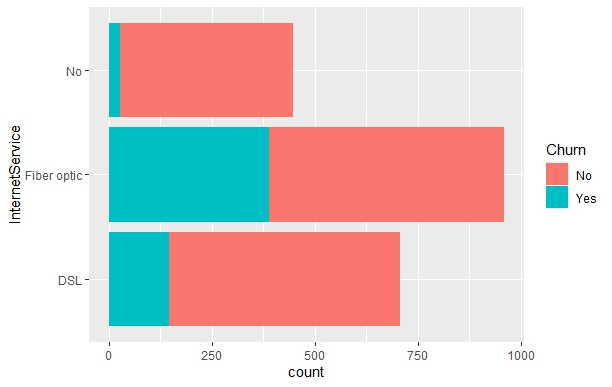 InternetService
No
Fiber optic
DSL
0 250 500 750 1000
count
Churn
No
Yes